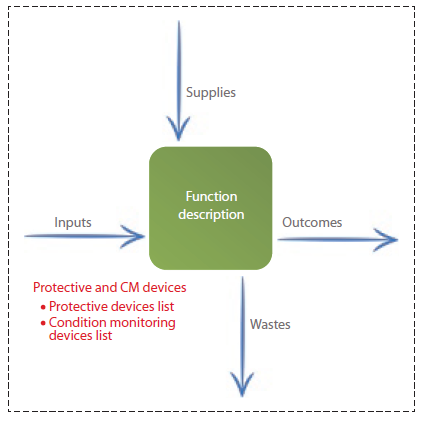 Supplies
Function
description
Inputs
Outcomes
Protective and CM devices
• Protective devices list
• Condition monitoring
devices list
Wastes